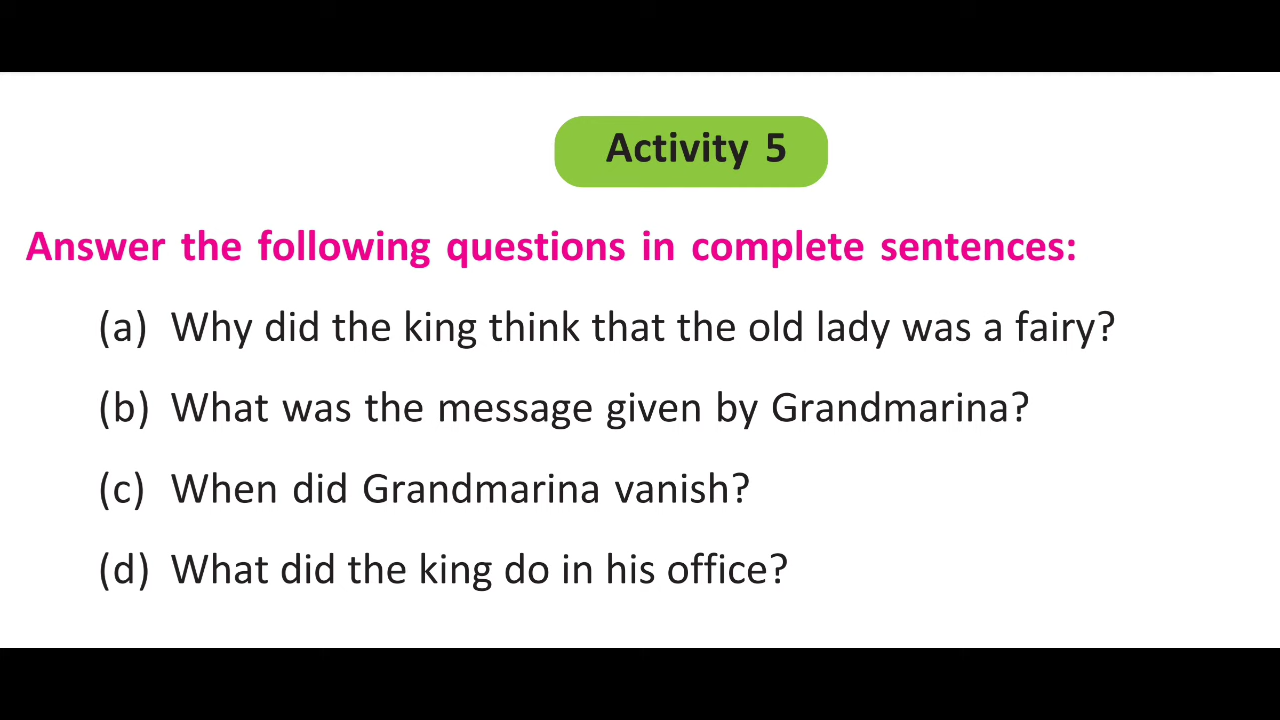 Activity 5
Answer the following questions in complete sentences:
(a) Why did the king think that the old lady was a fairy?
(b) What was the message given by Grandmarina?
(c) When did Grandmarina vanish?
(d) What did the king do in his office?